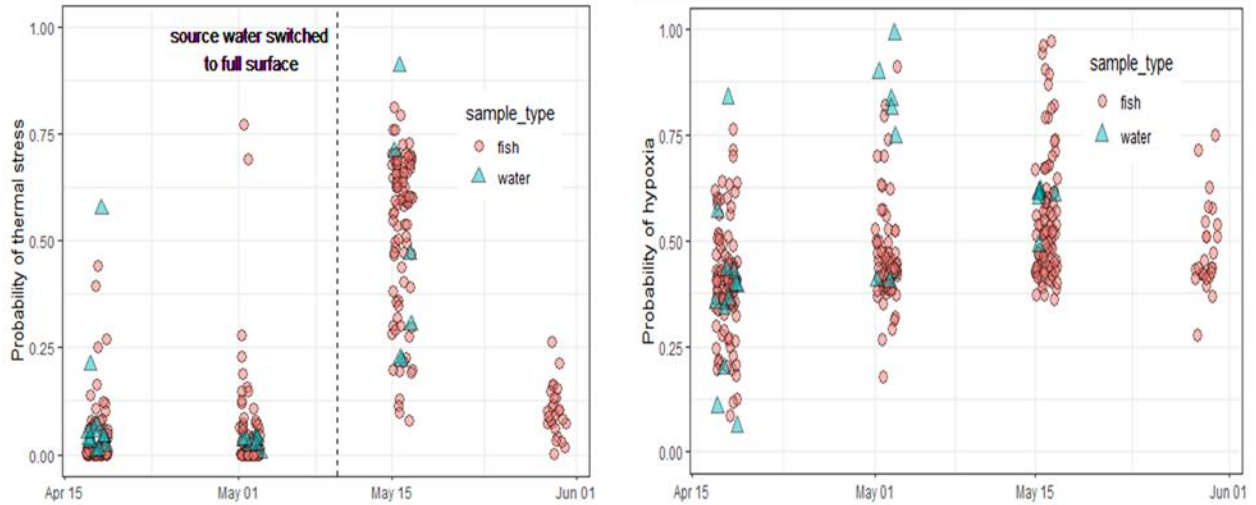 Probability of thermal stress
1.00
0.75
0.50
0.25
0.00
source water switched
to full surface
sample_type
fish
water
Apr 15
May 01
May 15
Jun 01
Probability of hypoxia
1.00
0.75
0.50
0.25
0.00
sample_type
fish
water
Apr 15
May 01
May 15
Jun 01